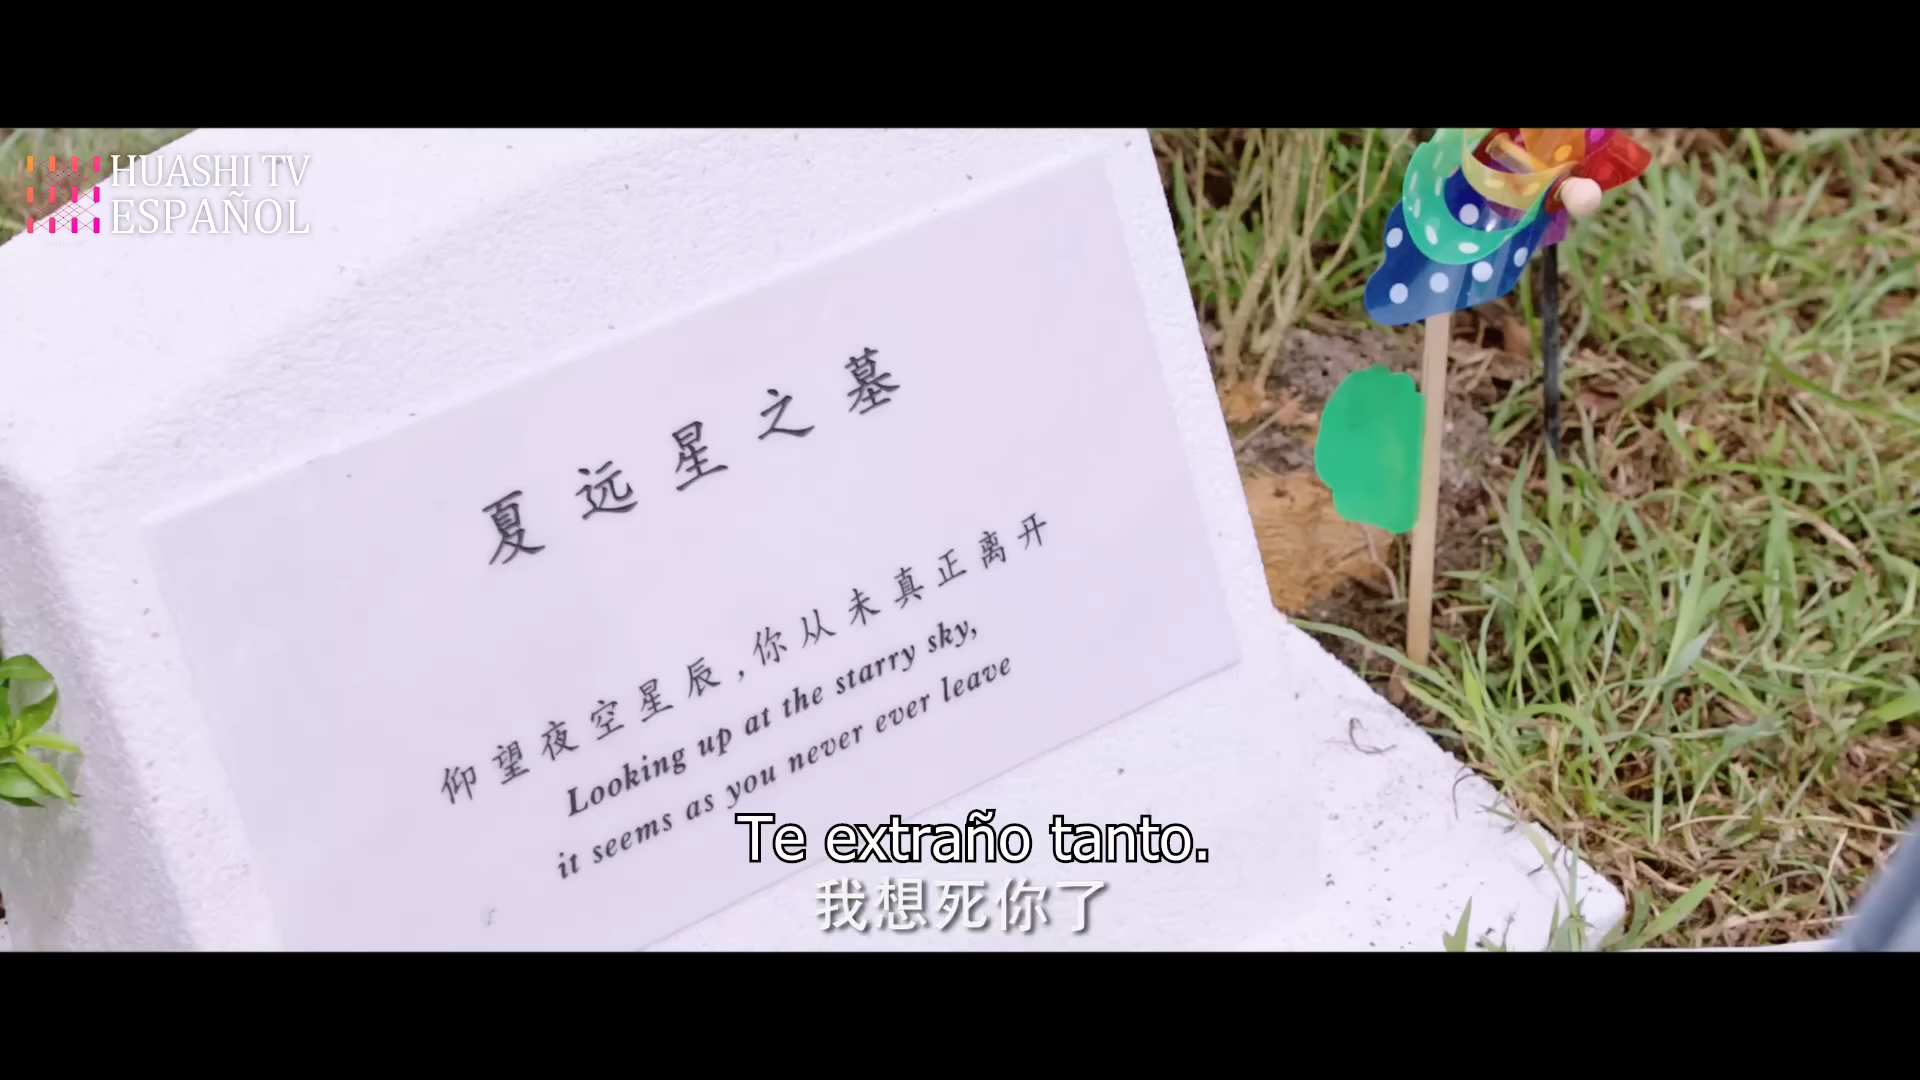 HUASHI TV
ESPAÑOL
夏远星之墓
仰望夜空星辰,你从未真正离开
Looking up at the starry sky,
it seems as you never ever leave
Te extraño tanto.
我想死你了